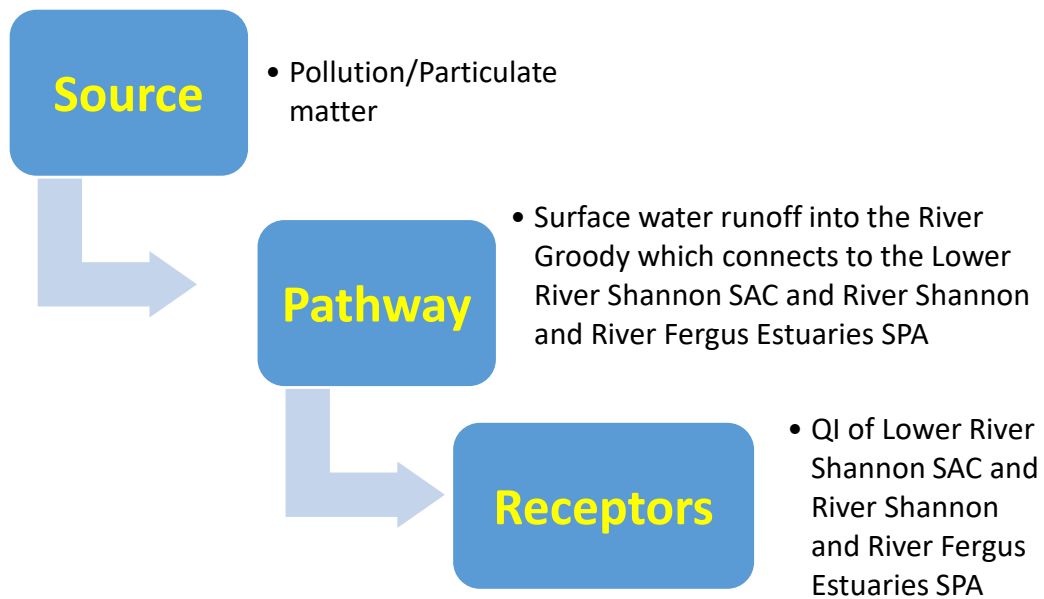 Source
• Pollution/Particulate
matter
Pathway
• Surface water runoff into the River
Groody which connects to the Lower
River Shannon SAC and River Shannon
and River Fergus Estuaries SPA
Receptors
• QI of Lower River
Shannon SAC and
River Shannon
and River Fergus
Estuaries SPA